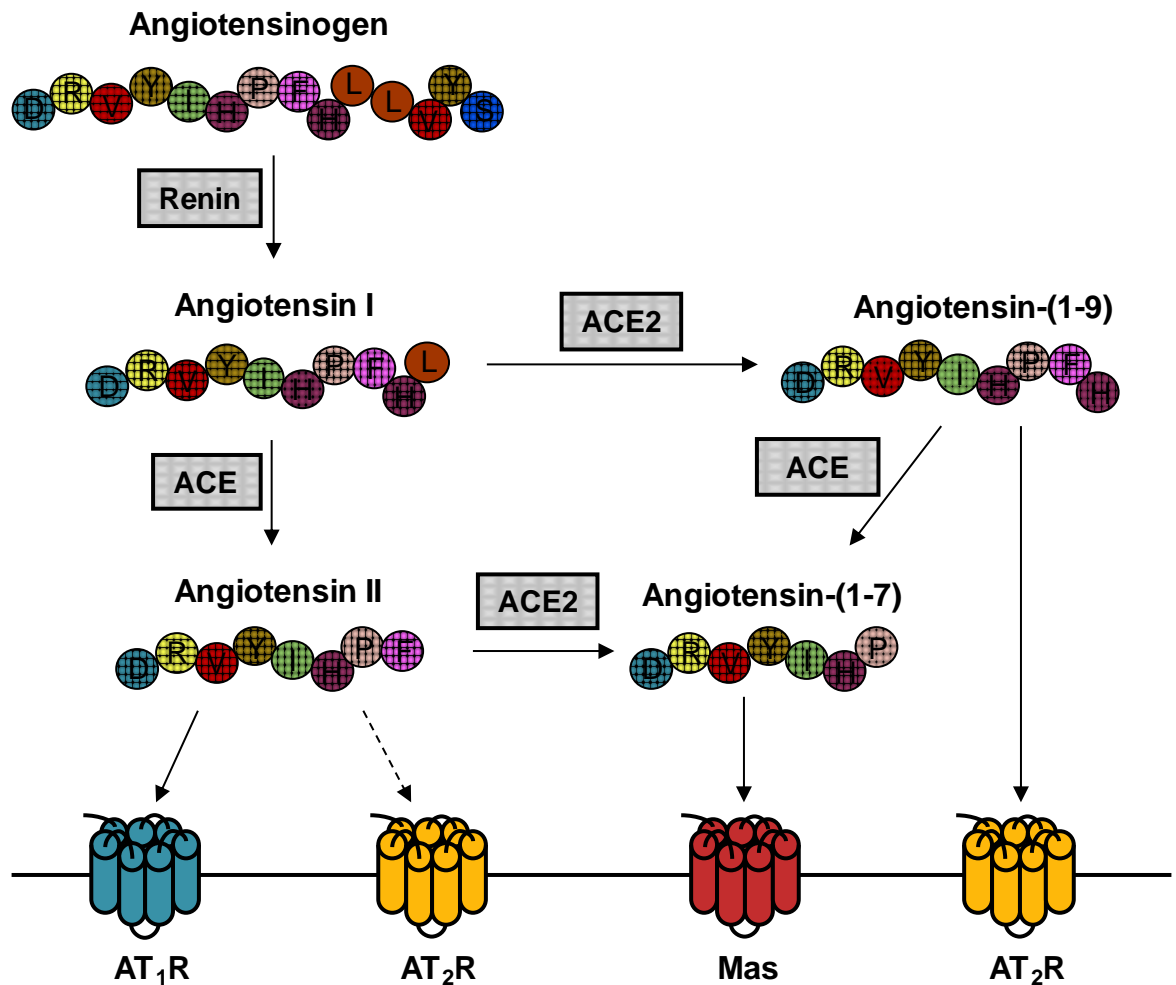 Angiotensinogen
D R V Y I H P F H L L V Y S
Renin
Angiotensin I
ACE2
Angiotensin-(1-9)
D R V Y I H P F H L
D R V Y I H P F H
ACE
ACE
Angiotensin II
ACE2
Angiotensin-(1-7)
D R V Y I H P F
D R V Y I H P
AT₁R
AT₂R
Mas
AT₂R